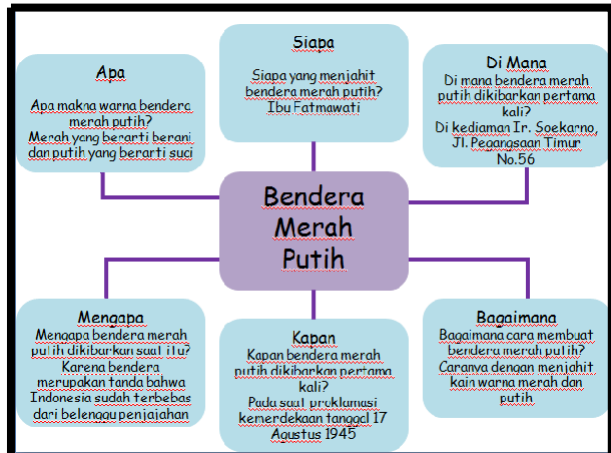 Apa
Apa makna warna bendera
merah putih?
Merah yang berarti berani
dan putih yang berarti suci
Siapa
Siapa yang menjahit
bendera merah putih?
Ibu Fatmawati
Di Mana
Di mana bendera merah
putih dikibarkan pertama
kali?
Di kediaman Ir. Soekarno,
Jl. Pegangsaan Timur
No.56
Bendera
Merah
Putih
Mengapa
Mengapa bendera merah
putih dikibarkan saat itu?
Karena bendera
merupakan tanda bahwa
Indonesia sudah terbebas
dari belenggu penjajahan
Kapan
Kapan bendera merah
putih dikibarkan pertama
kali?
Pada saat proklamasi
kemerdekaan tanggal 17
Agustus 1945
Bagaimana
Bagaimana cara membuat
bendera merah putih?
Caranya dengan menjahit
kain warna merah dan
putih